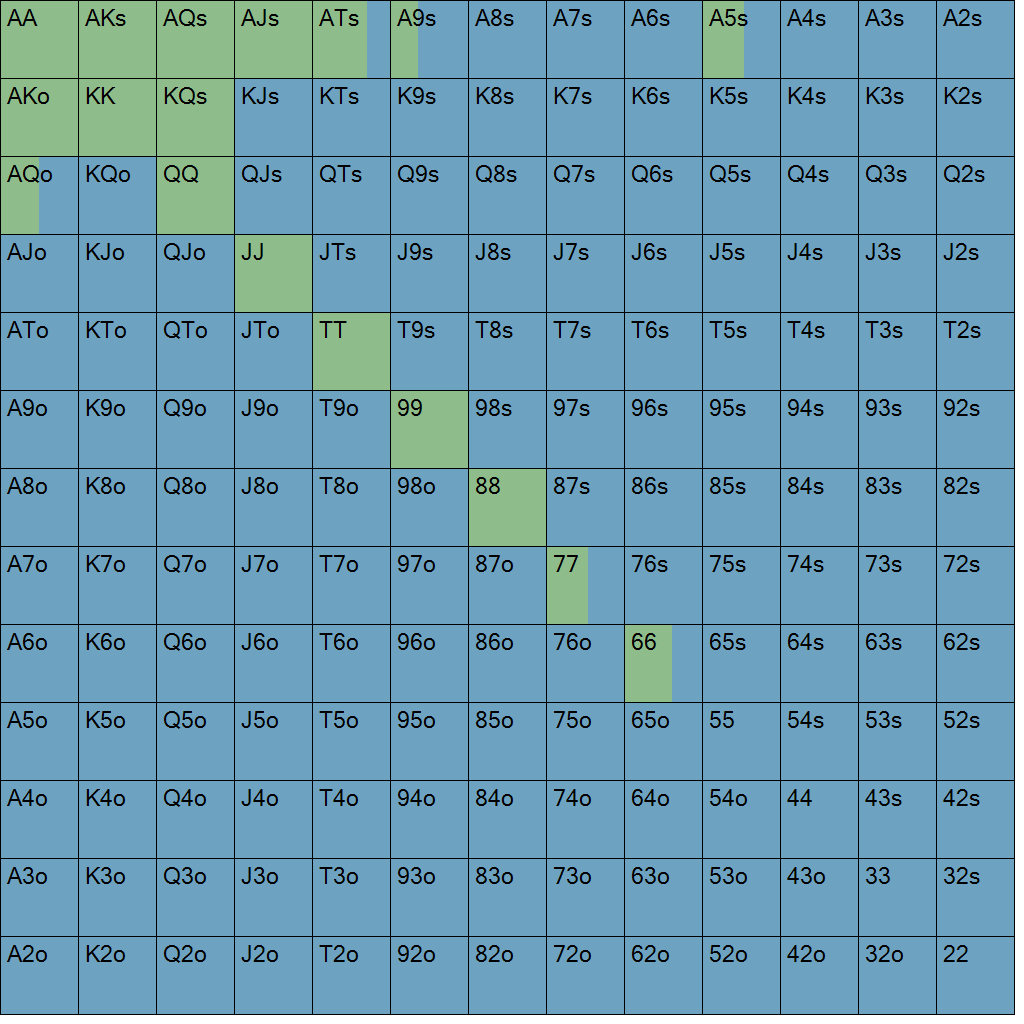 AA AKs AQs AJs ATs A9s A8s A7s A6s A5s A4s A3s A2s
AKo KK KQs KJs KTs K9s K8s K7s K6s K5s K4s K3s K2s
AQo KQo QQ QJs QTs Q9s Q8s Q7s Q6s Q5s Q4s Q3s Q2s
AJo KJo QJo JJ JTs J9s J8s J7s J6s J5s J4s J3s J2s
ATo KTo QTo JTo TT T9s T8s T7s T6s T5s T4s T3s T2s
A9o K9o Q9o J9o T9o 99 98s 97s 96s 95s 94s 93s 92s
A8o K8o Q8o J8o T8o 98o 88 87s 86s 85s 84s 83s 82s
A7o K7o Q7o J7o T7o 97o 87o 77 76s 75s 74s 73s 72s
A6o K6o Q6o J6o T6o 96o 86o 76o 66 65s 64s 63s 62s
A5o K5o Q5o J5o T5o 95o 85o 75o 65o 55 54s 53s 52s
A4o K4o Q4o J4o T4o 94o 84o 74o 64o 54o 44 43s 42s
A3o K3o Q3o J3o T3o 93o 83o 73o 63o 53o 43o 33 32s
A2o K2o Q2o J2o T2o 92o 82o 72o 62o 52o 42o 32o 22